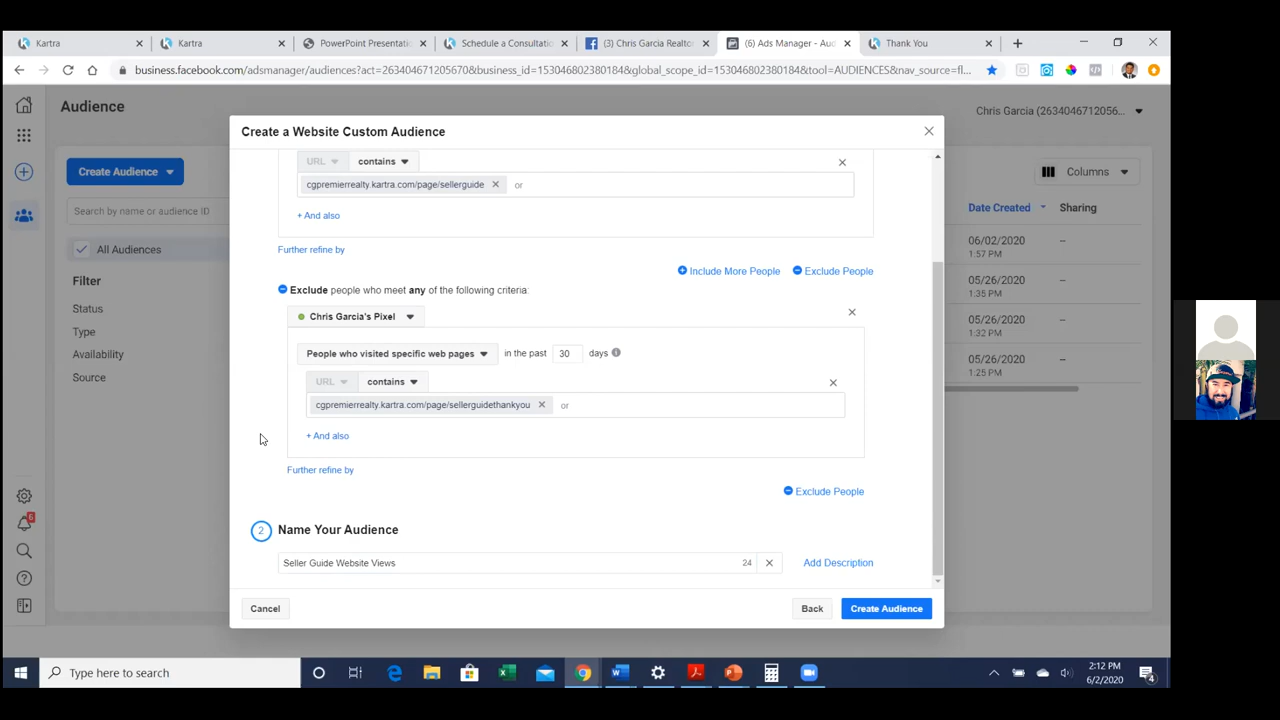 Kartra
Kartra
PowerPoint Presentatio
Schedule a Consultatio
(3) Chris Garcia Realto
(6) Ads Manager - Aud
Thank You
business.facebook.com/adsmanager/audiences?act=2634046712056700&business_id=153046802380184&global_scope_id=153046802380184&tool=AUDIENCES&nav_source=fl...
Audience
Chris Garcia (2634046712056...
Create Audience
Columns
Search by name or audience ID
Date Created
Sharing
All Audiences
Filter
Status
Type
Availability
Source
06/02/2020
1:57 PM
--
05/26/2020
1:35 PM
--
05/26/2020
1:32 PM
--
05/26/2020
1:25 PM
--
Create a Website Custom Audience
URL
contains
cgpremierrealty.kartra.com/page/sellerguide
or
+ And also
Further refine by
Include More People
Exclude People
Exclude people who meet any of the following criteria:
Chris Garcia's Pixel
People who visited specific web pages
in the past
30
days
URL
contains
cgpremierrealty.kartra.com/page/sellerguidethankyou
or
+ And also
Further refine by
Exclude People
2
Name Your Audience
Seller Guide Website Views
24
Add Description
Cancel
Back
Create Audience
6
Type here to search
2:12 PM
6/2/2020
4